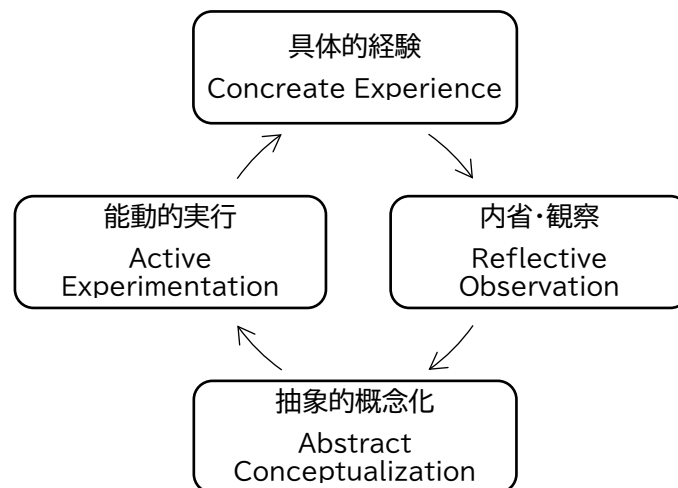 具体的経験
Concreate Experience
能動的実行
Active
Experimentation
内省・観察
Reflective
Observation
抽象的概念化
Abstract
Conceptualization